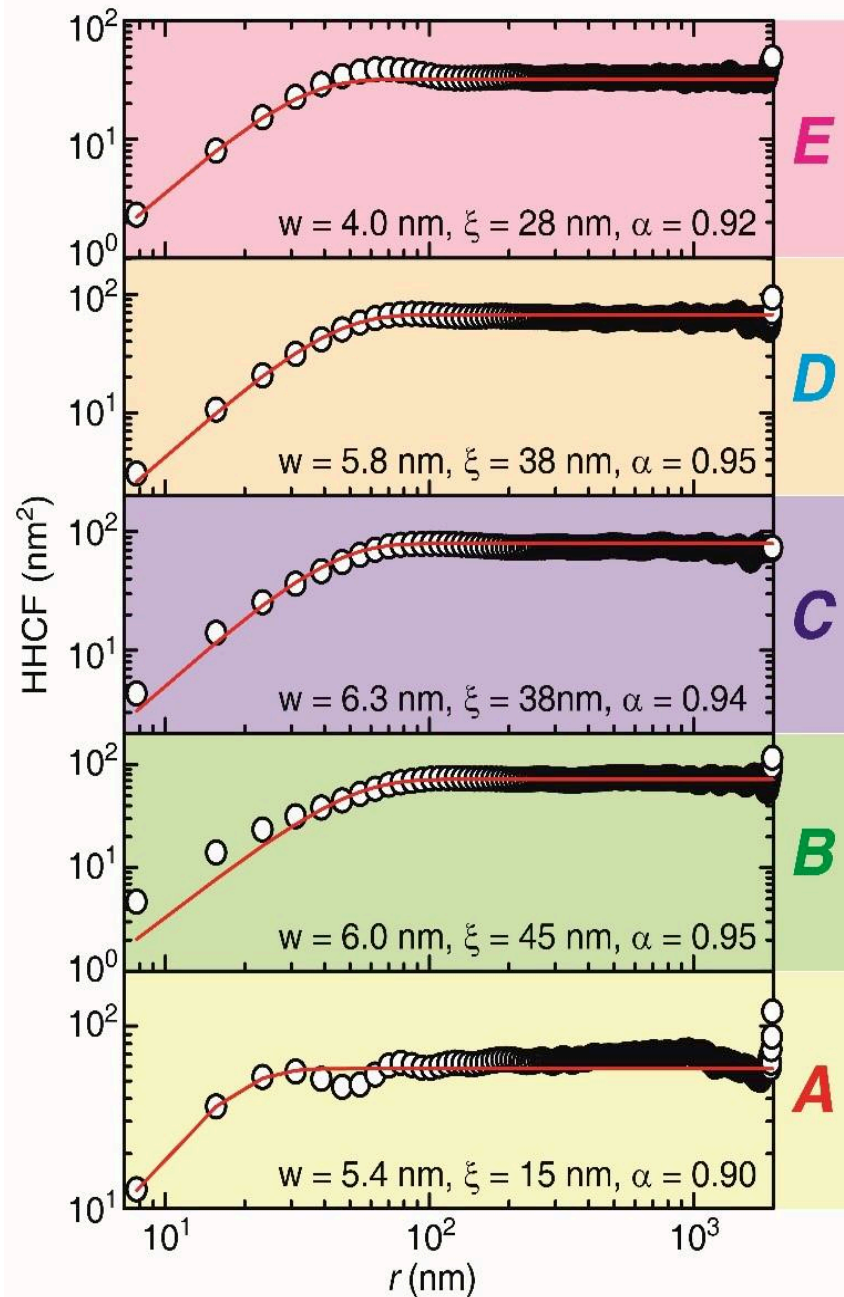 10²
10¹
10⁰
E
w = 4.0 nm, ξ = 28 nm, α = 0.92
10²
10¹
D
w = 5.8 nm, ξ = 38 nm, α = 0.95
HHCF (nm²)
10²
10¹
C
w = 6.3 nm, ξ = 38nm, α = 0.94
10²
10¹
10⁰
B
w = 6.0 nm, ξ = 45 nm, α = 0.95
10²
10¹
A
w = 5.4 nm, ξ = 15 nm, α = 0.90
10¹ 10² 10³
r (nm)